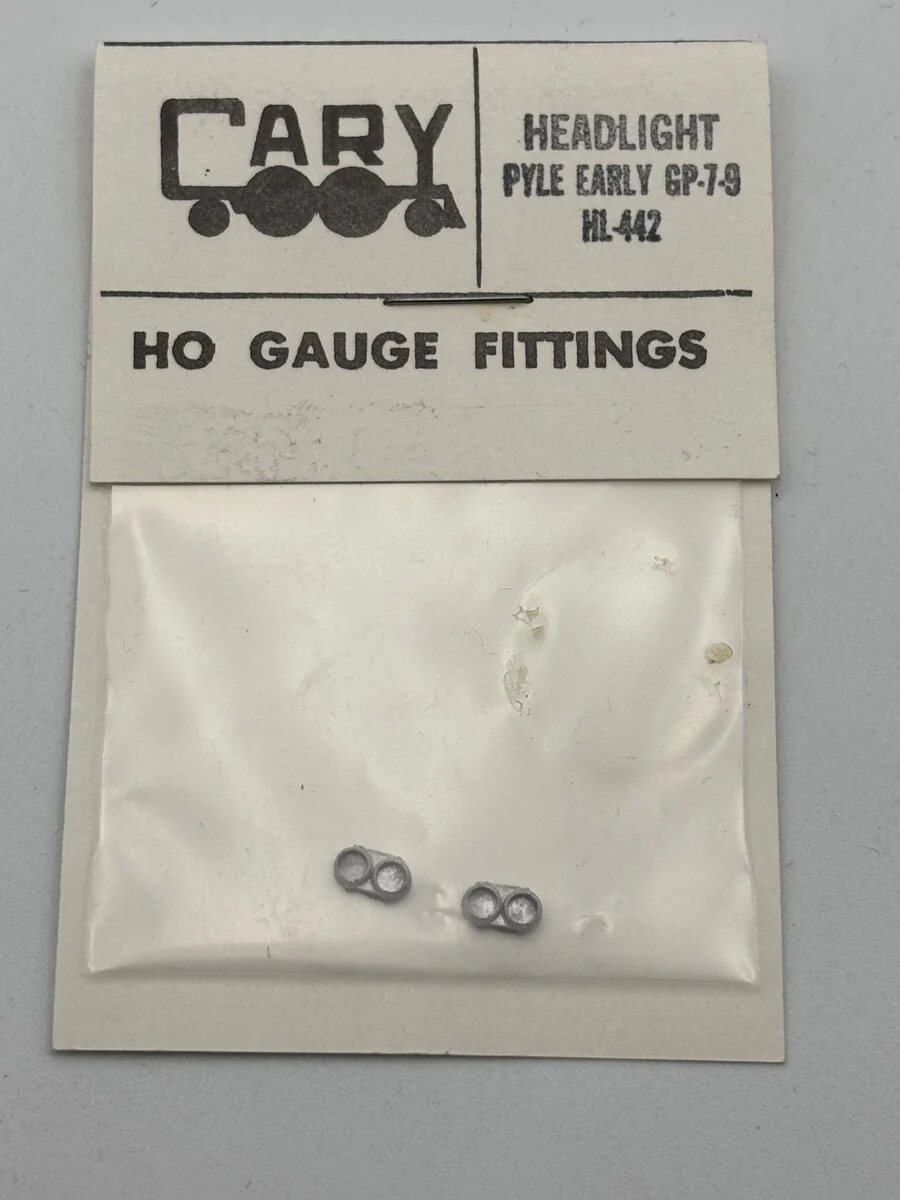 CARY
HEADLIGHT
PYLE EARLY GP-7-9
HL-442
HO GAUGE FITTINGS